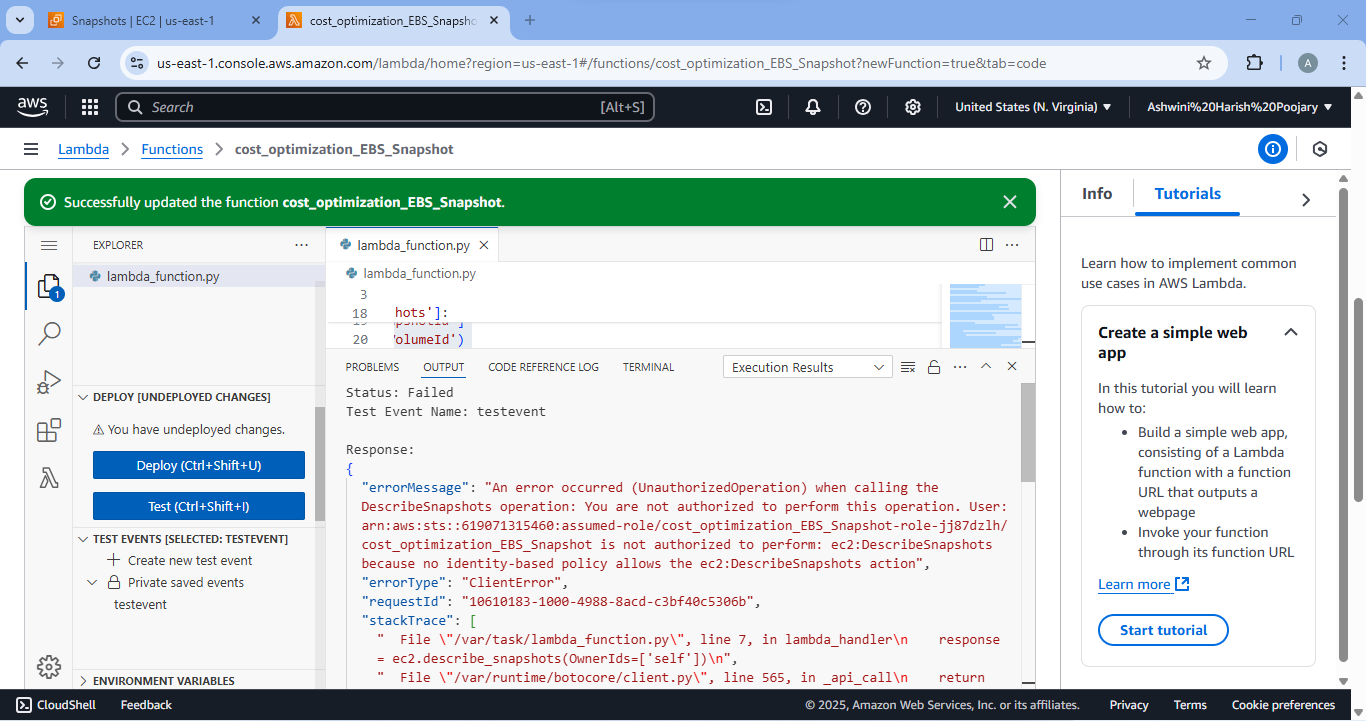 Snapshots | EC2 | us-east-1
cost_optimization_EBS_Snapsho
us-east-1.console.aws.amazon.com/lambda/home?region=us-east-1#/functions/cost_optimization_EBS_Snapshot?newFunction=true&tab=code
A
aws
Search
[Alt+S]
United States (N. Virginia)
Ashwini%20Harish%20Poojary
Lambda
Functions
cost_optimization_EBS_Snapshot
Successfully updated the function cost_optimization_EBS_Snapshot.
Info
Tutorials
EXPLORER
lambda_function.py
1
DEPLOY [UNDEPLOYED CHANGES]
You have undeployed changes.
Deploy (Ctrl+Shift+U)
Test (Ctrl+Shift+I)
TEST EVENTS [SELECTED: TESTEVENT]
Create new test event
Private saved events
testevent
ENVIRONMENT VARIABLES
lambda_function.py
lambda_function.py
3
18 hots']:
19 pshotId']
20 'olumeId')
PROBLEMS
OUTPUT
CODE REFERENCE LOG
TERMINAL
Execution Results
Status: Failed
Test Event Name: testevent
Response:
{
"errorMessage": "An error occurred (UnauthorizedOperation) when calling the
DescribeSnapshots operation: You are not authorized to perform this operation. User:
arn:aws:sts::619071315460:assumed-role/cost_optimization_EBS_Snapshot-role-jj87dzlh/
cost_optimization_EBS_Snapshot is not authorized to perform: ec2:DescribeSnapshots
because no identity-based policy allows the ec2:DescribeSnapshots action",
"errorType": "ClientError",
"requestId": "10610183-1000-4988-8acd-c3bf40c5306b",
"stackTrace": [
"  File \"/var/task/lambda_function.py\", line 7, in lambda_handler\n    response
= ec2.describe_snapshots(OwnerIds=['self'])\n",
"  File \"/var/runtime/botocore/client.py\", line 565, in _api_call\n    return
Learn how to implement common
use cases in AWS Lambda.
Create a simple web
app
In this tutorial you will learn
how to:
• Build a simple web app,
consisting of a Lambda
function with a function
URL that outputs a
webpage
• Invoke your function
through its function URL
Learn more
Start tutorial
CloudShell
Feedback
© 2025, Amazon Web Services, Inc. or its affiliates.
Privacy
Terms
Cookie preferences